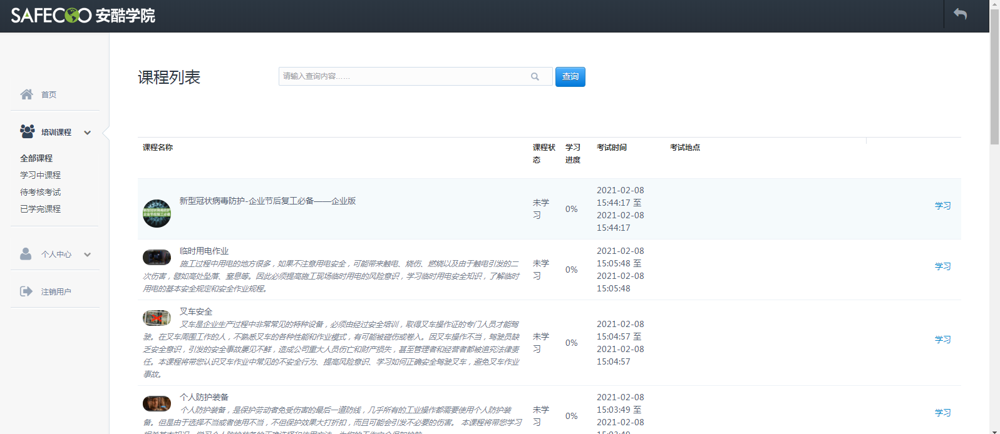 SAFECOO 安酷学院
课程列表
请输入查询内容......
查询
首页
培训课程
全部课程
学习中课程
待考核考试
已学完课程
个人中心
注销用户
课程名称
课程状
态
学习
进度
考试时间
考试地点
新型冠状病毒防护-企业节后复工必备——企业版
未学
习
0%
2021-02-08
15:44:17 至
2021-02-08
15:44:17
学习
临时用电作业
施工过程中用电的地方很多，如果不注意用电安全，可能带来触电、烧伤、燃烧以及由于触电引发的二
次伤害，譬如高处坠落、窒息等。因此必须提高施工现场临时用电的风险意识，学习临时用电安全知识，了解临时
用电的基本安全规定和安全作业规程。
未学
习
0%
2021-02-08
15:05:48 至
2021-02-08
15:05:48
学习
叉车安全
叉车是企业生产过程中非常常见的特种设备，必须由经过安全培训，取得叉车操作证的专门人员才能驾
驶。在叉车周围工作的人，不熟悉叉车的各种性能和作业模式，有可能被碰伤或卷入。因叉车操作不当，驾驶员缺
乏安全意识，引发的安全事故屡见不鲜，造成公司重大人员伤亡和财产损失，甚至管理者和经营者都被追究法律责
任。本课程将带您认识叉车作业中常见的不安全行为、提高风险意识、学习如何正确安全驾驶叉车，避免叉车作业
事故。
未学
习
0%
2021-02-08
15:04:57 至
2021-02-08
15:04:57
学习
个人防护装备
个人防护装备，是保护劳动者免受伤害的最后一道防线，几乎所有的工业操作都需要使用个人防护装
备。但是由于选择不当或者使用不当，不但保护效果大打折扣，而且可能会引发不必要的伤害。 本课程将带您学习
未学
习
0%
2021-02-08
15:03:49 至
2021-02-08
15:03:49
学习